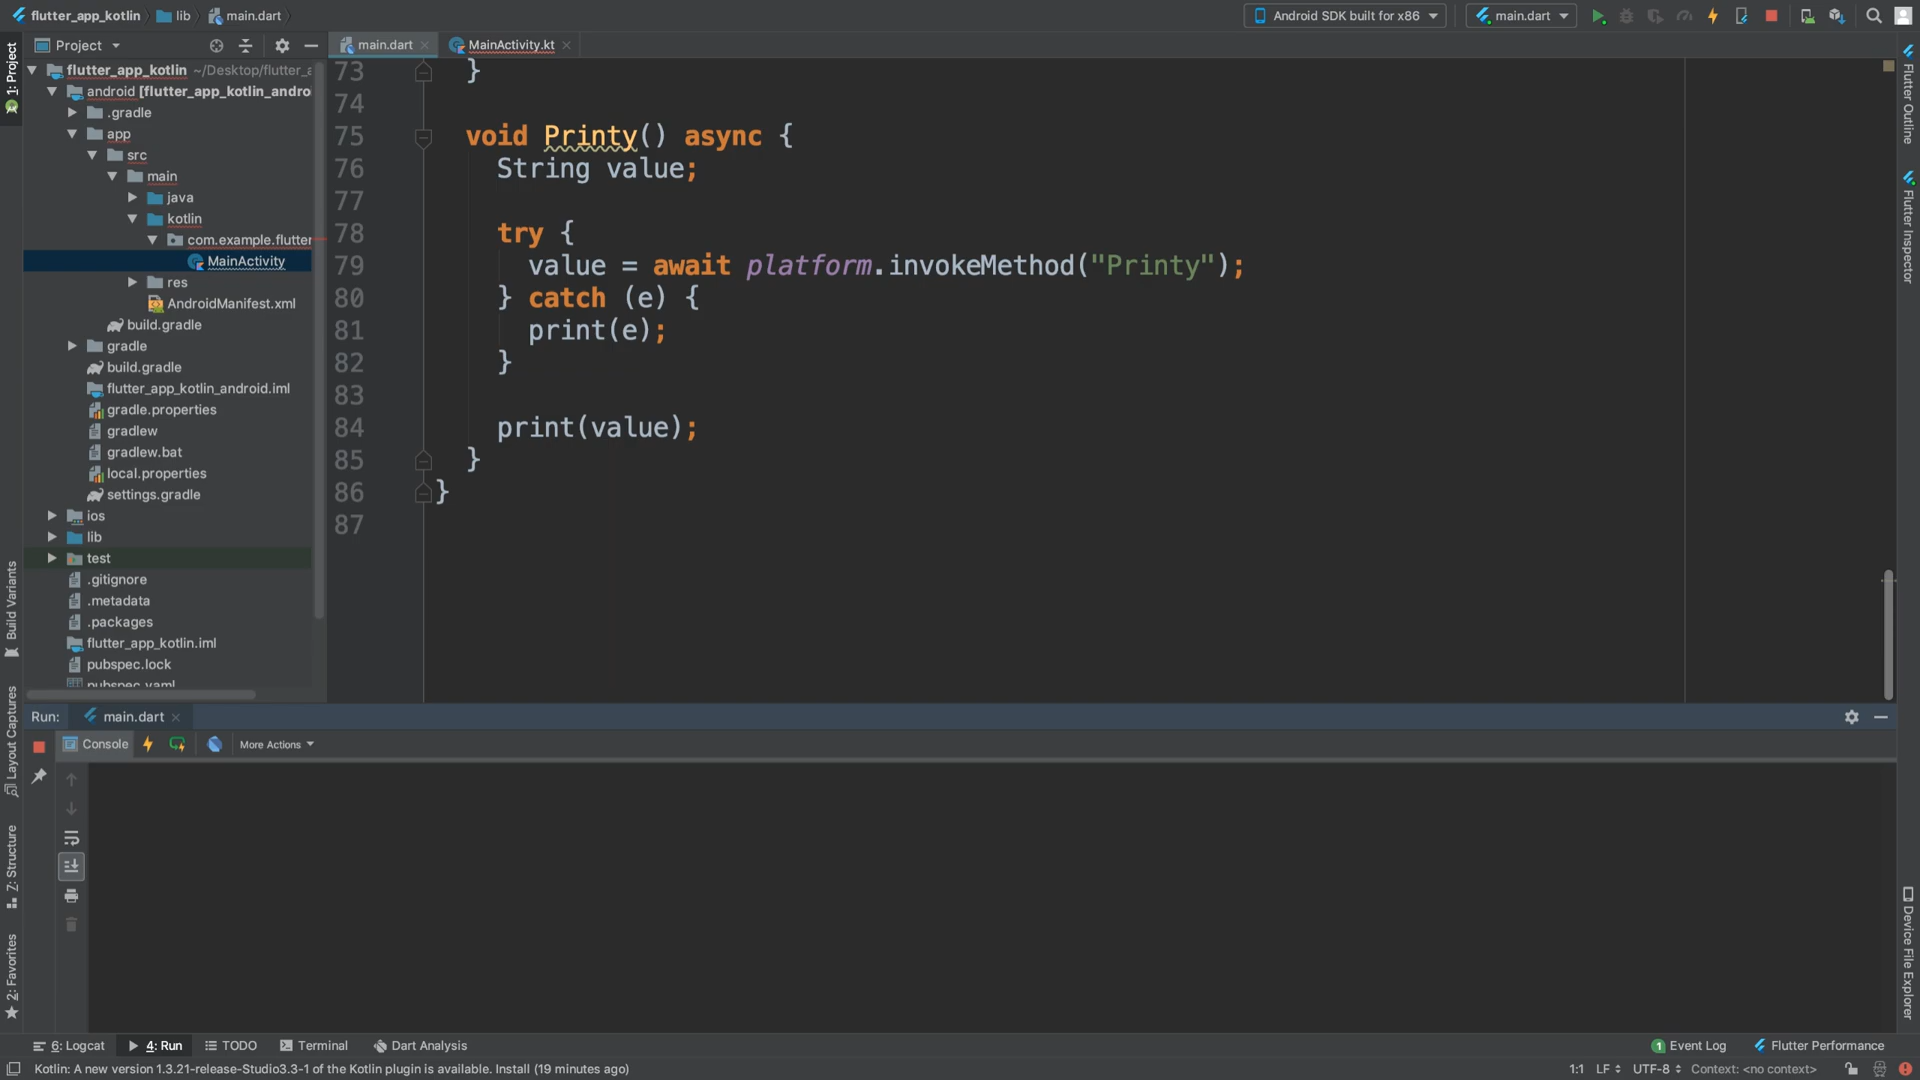 flutter_app_kotlin
lib
main.dart
Android SDK built for x86
main.dart
Project
main.dart
MainActivity.kt
1: Project
flutter_app_kotlin ~/Desktop/flutter_a
android [flutter_app_kotlin_andro
.gradle
app
src
main
java
kotlin
com.example.flutter
MainActivity
res
AndroidManifest.xml
build.gradle
gradle
build.gradle
flutter_app_kotlin_android.iml
gradle.properties
gradlew
gradlew.bat
local.properties
settings.gradle
ios
lib
test
.gitignore
.metadata
.packages
flutter_app_kotlin.iml
pubspec.lock
pubspec.yaml
73 }
74
75 void Printy() async {
76 String value;
77
78 try {
79 value = await platform.invokeMethod("Printy");
80 } catch (e) {
81 print(e);
82 }
83
84 print(value);
85 }
86 }
87
Flutter Outline
Flutter Inspector
Device File Explorer
Build Variants
Layout Captures
Z: Structure
2: Favorites
Run:
main.dart
Console
More Actions
6: Logcat
4: Run
TODO
Terminal
Dart Analysis
1 Event Log
Flutter Performance
Kotlin: A new version 1.3.21-release-Studio3.3-1 of the Kotlin plugin is available. Install (19 minutes ago)
1:1
LF
UTF-8
Context: <no context>